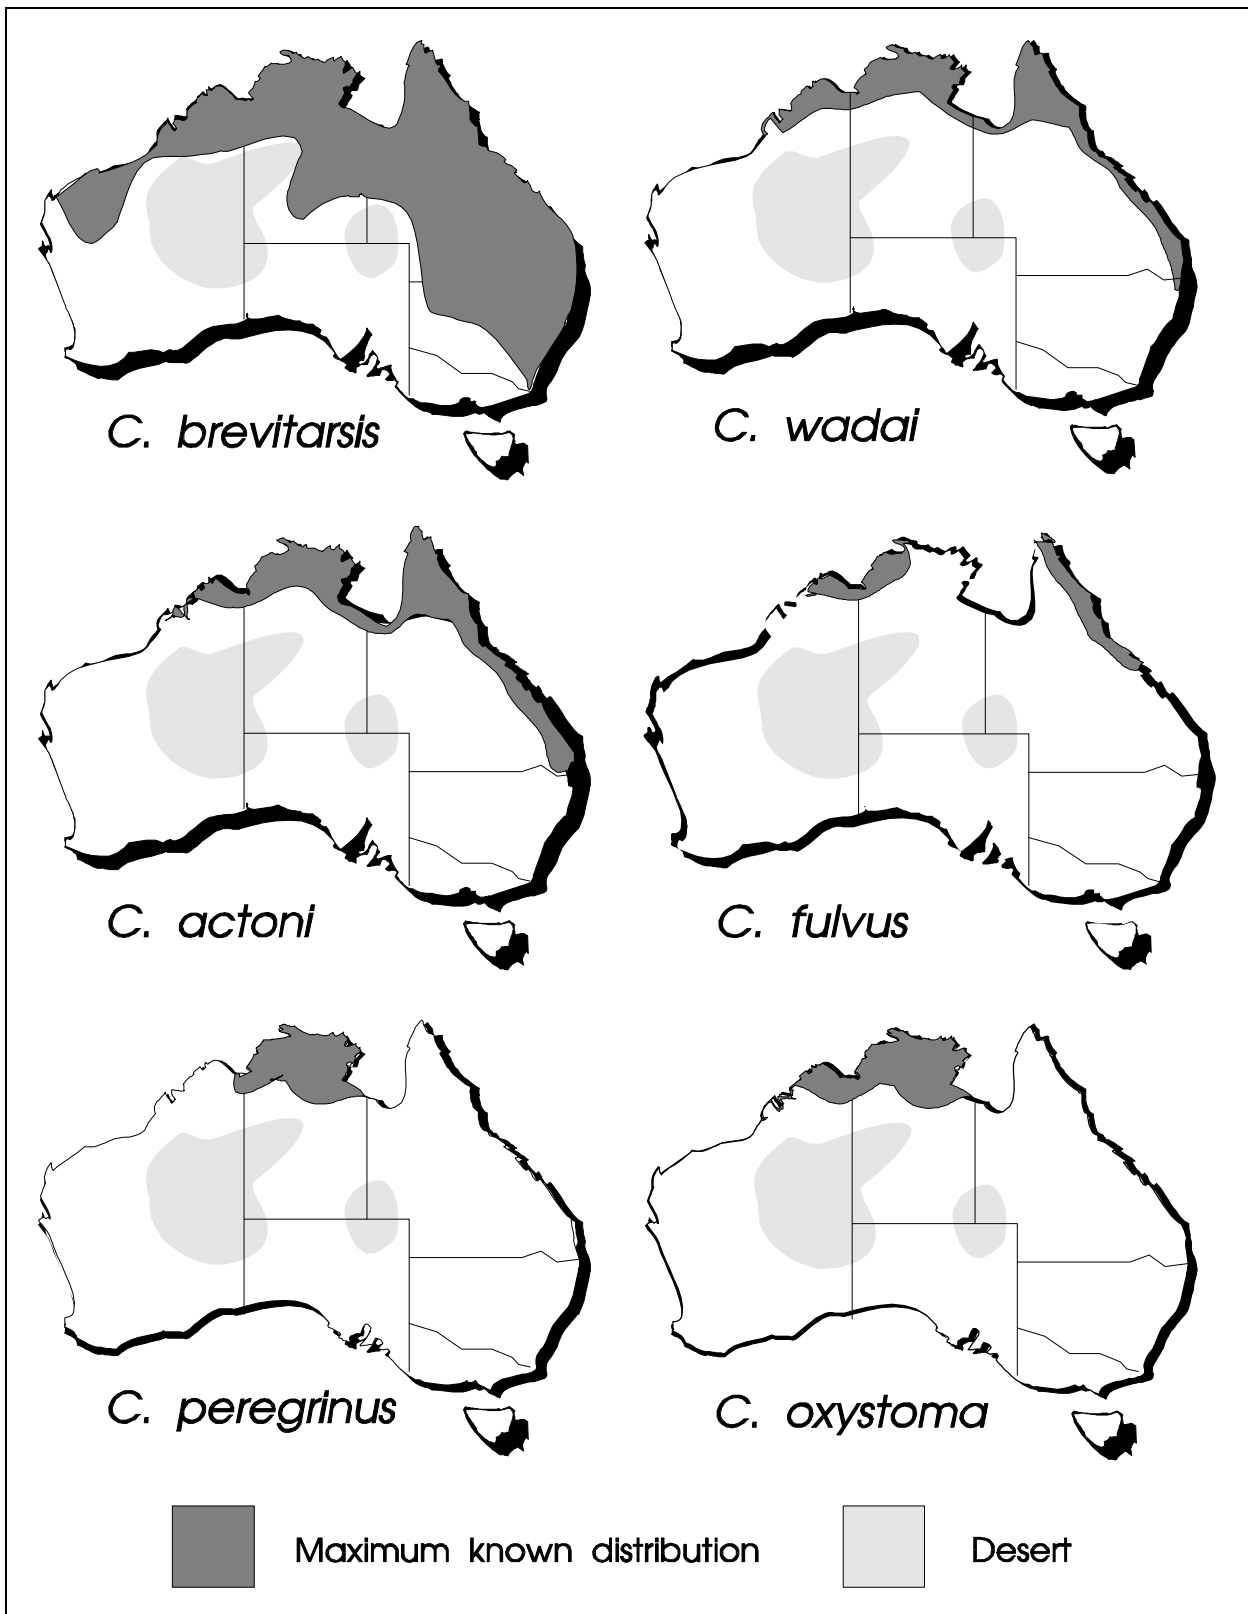 C. brevitarsis
C. wadai
C. actoni
C. fulvus
C. peregrinus
C. oxystoma
Maximum known distribution
Desert